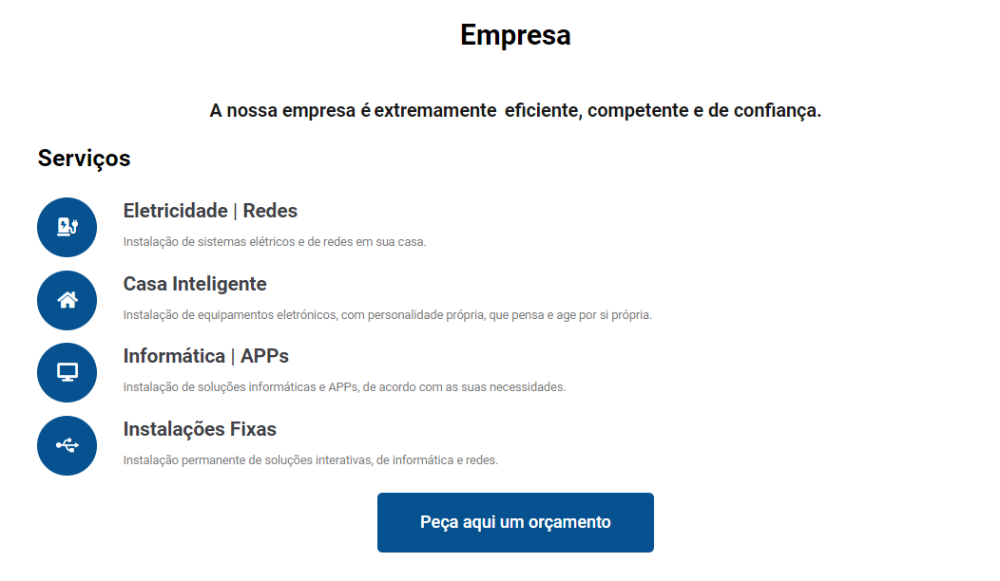 Empresa
A nossa empresa é extremamente eficiente, competente e de confiança.
Serviços
Eletricidade | Redes
Instalação de sistemas elétricos e de redes em sua casa.
Casa Inteligente
Instalação de equipamentos eletrónicos, com personalidade própria, que pensa e age por si própria.
Informática | APPs
Instalação de soluções informáticas e APPs, de acordo com as suas necessidades.
Instalações Fixas
Instalação permanente de soluções interativas, de informática e redes.
Peça aqui um orçamento